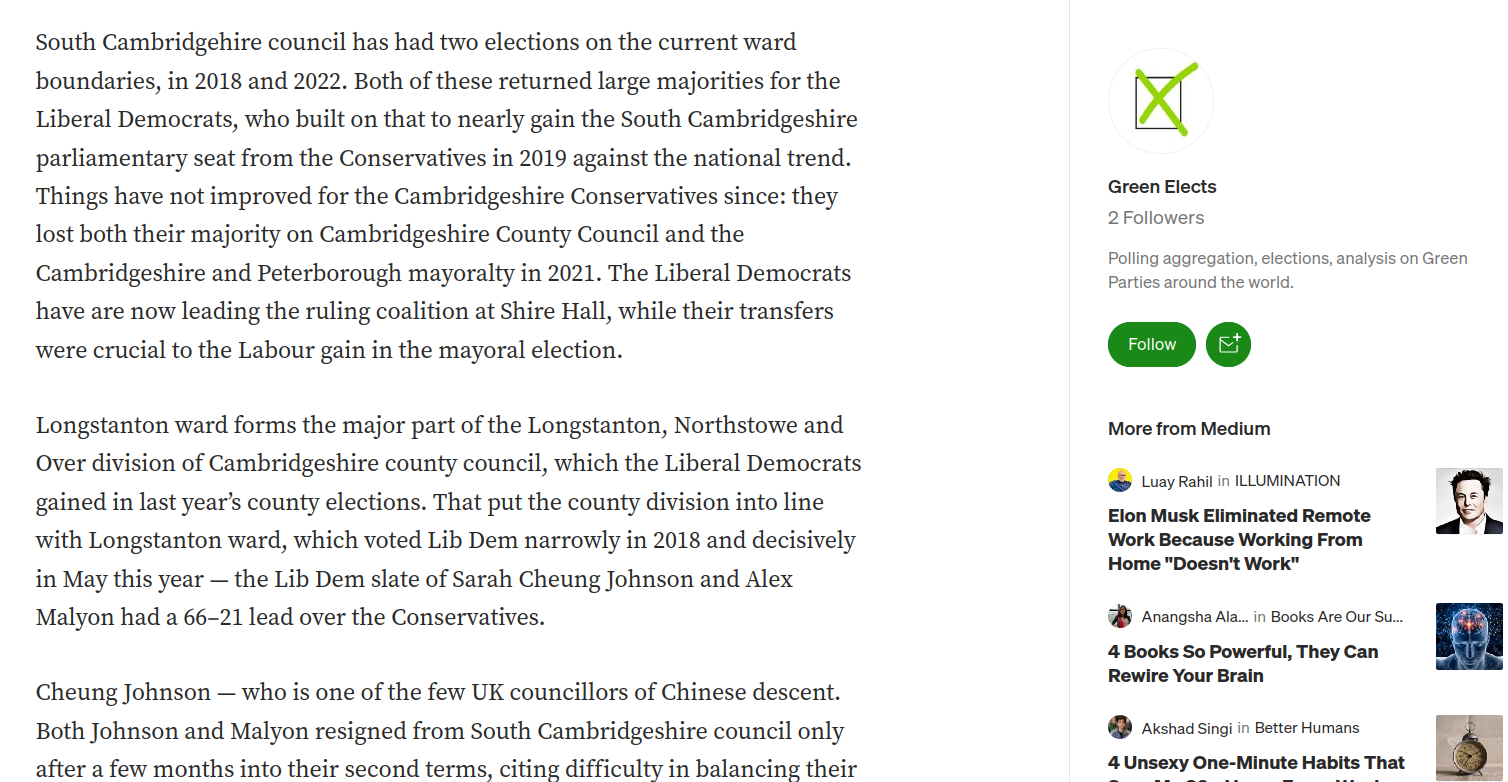 South Cambridgehire council has had two elections on the current ward
boundaries, in 2018 and 2022. Both of these returned large majorities for the
Liberal Democrats, who built on that to nearly gain the South Cambridgeshire
parliamentary seat from the Conservatives in 2019 against the national trend.
Things have not improved for the Cambridgeshire Conservatives since: they
lost both their majority on Cambridgeshire County Council and the
Cambridgeshire and Peterborough mayoralty in 2021. The Liberal Democrats
have are now leading the ruling coalition at Shire Hall, while their transfers
were crucial to the Labour gain in the mayoral election.
Longstanton ward forms the major part of the Longstanton, Northstowe and
Over division of Cambridgeshire county council, which the Liberal Democrats
gained in last year’s county elections. That put the county division into line
with Longstanton ward, which voted Lib Dem narrowly in 2018 and decisively
in May this year — the Lib Dem slate of Sarah Cheung Johnson and Alex
Malyon had a 66–21 lead over the Conservatives.
Cheung Johnson — who is one of the few UK councillors of Chinese descent.
Both Johnson and Malyon resigned from South Cambridgeshire council only
after a few months into their second terms, citing difficulty in balancing their
Green Elects
2 Followers
Polling aggregation, elections, analysis on Green
Parties around the world.
Follow
More from Medium
Luay Rahil in ILLUMINATION
Elon Musk Eliminated Remote
Work Because Working From
Home "Doesn't Work"
Anangsha Ala... in Books Are Our Su...
4 Books So Powerful, They Can
Rewire Your Brain
Akshad Singi in Better Humans
4 Unsexy One-Minute Habits That